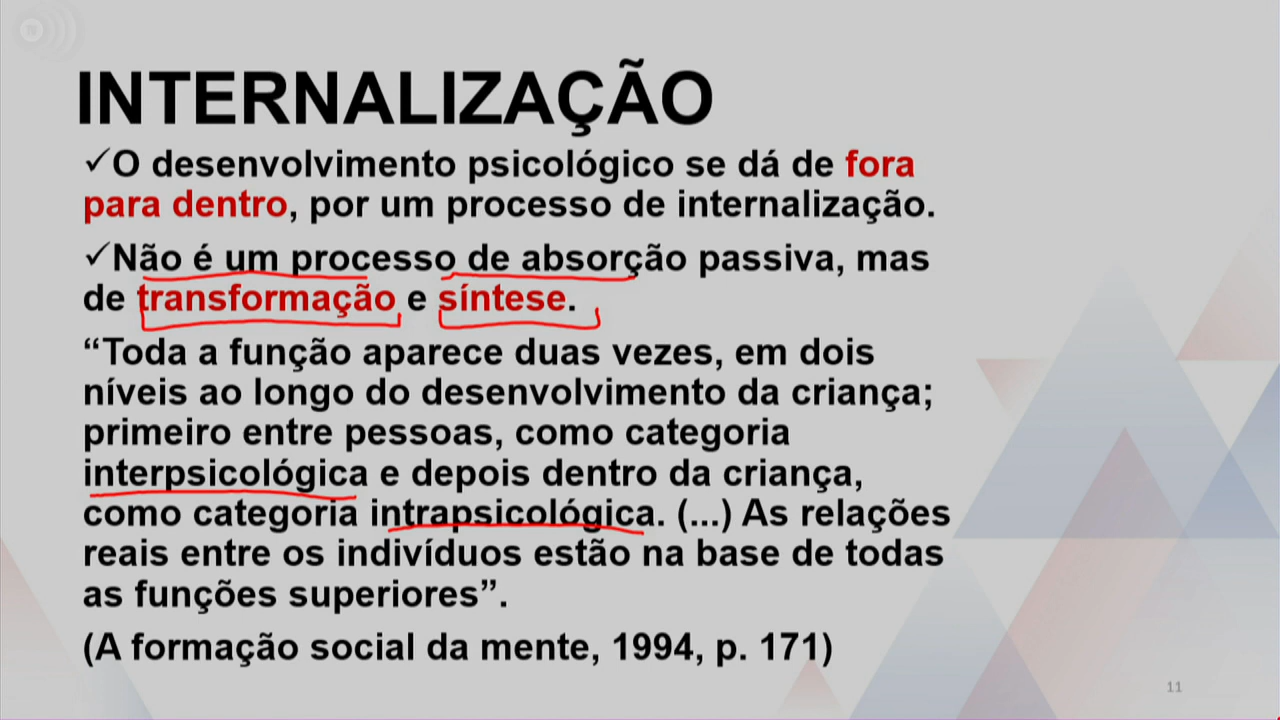 INTERNALIZAÇÃO
✓O desenvolvimento psicológico se dá de fora
para dentro, por um processo de internalização.
✓Não é um processo de absorção passiva, mas
de transformação e síntese.
“Toda a função aparece duas vezes, em dois
níveis ao longo do desenvolvimento da criança;
primeiro entre pessoas, como categoria
interpsicológica e depois dentro da criança,
como categoria intrapsicológica. (...) As relações
reais entre os indivíduos estão na base de todas
as funções superiores”.
(A formação social da mente, 1994, p. 171)
11